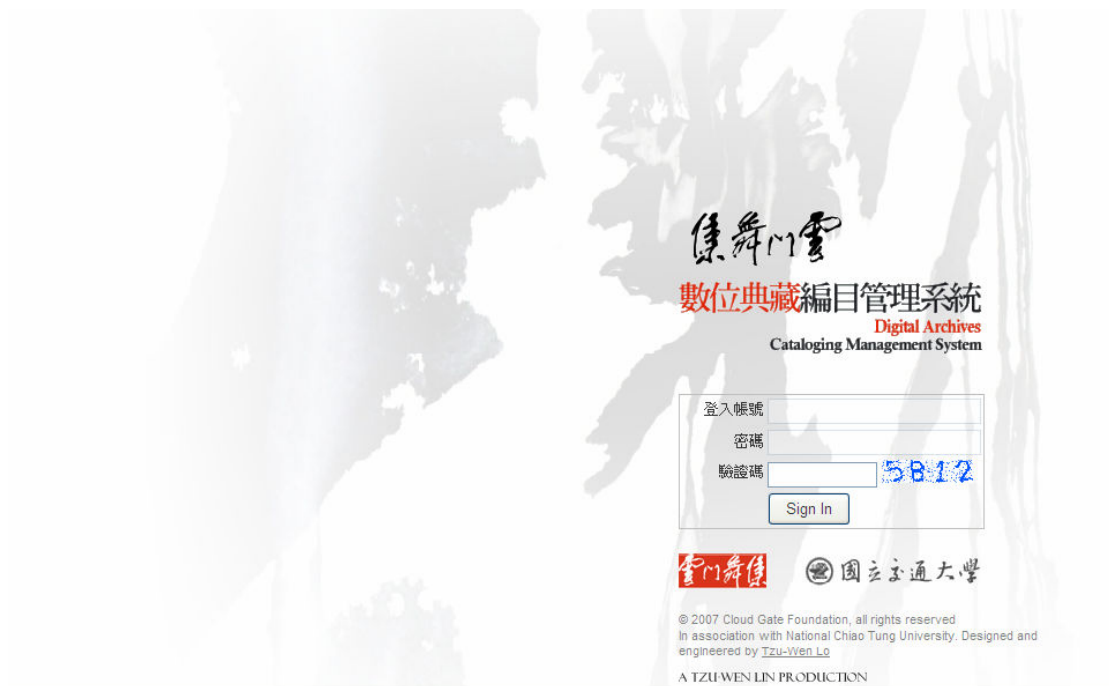 雲門舞集
數位典藏編目管理系統
Digital Archives
Cataloging Management System
登入帳號
密碼
驗證碼 5B12
Sign In
雲門舞集 國立交通大學
© 2007 Cloud Gate Foundation, all rights reserved
In association with National Chiao Tung University. Designed and
engineered by Tzu-Wen Lo
A TZU-WEN LIN PRODUCTION